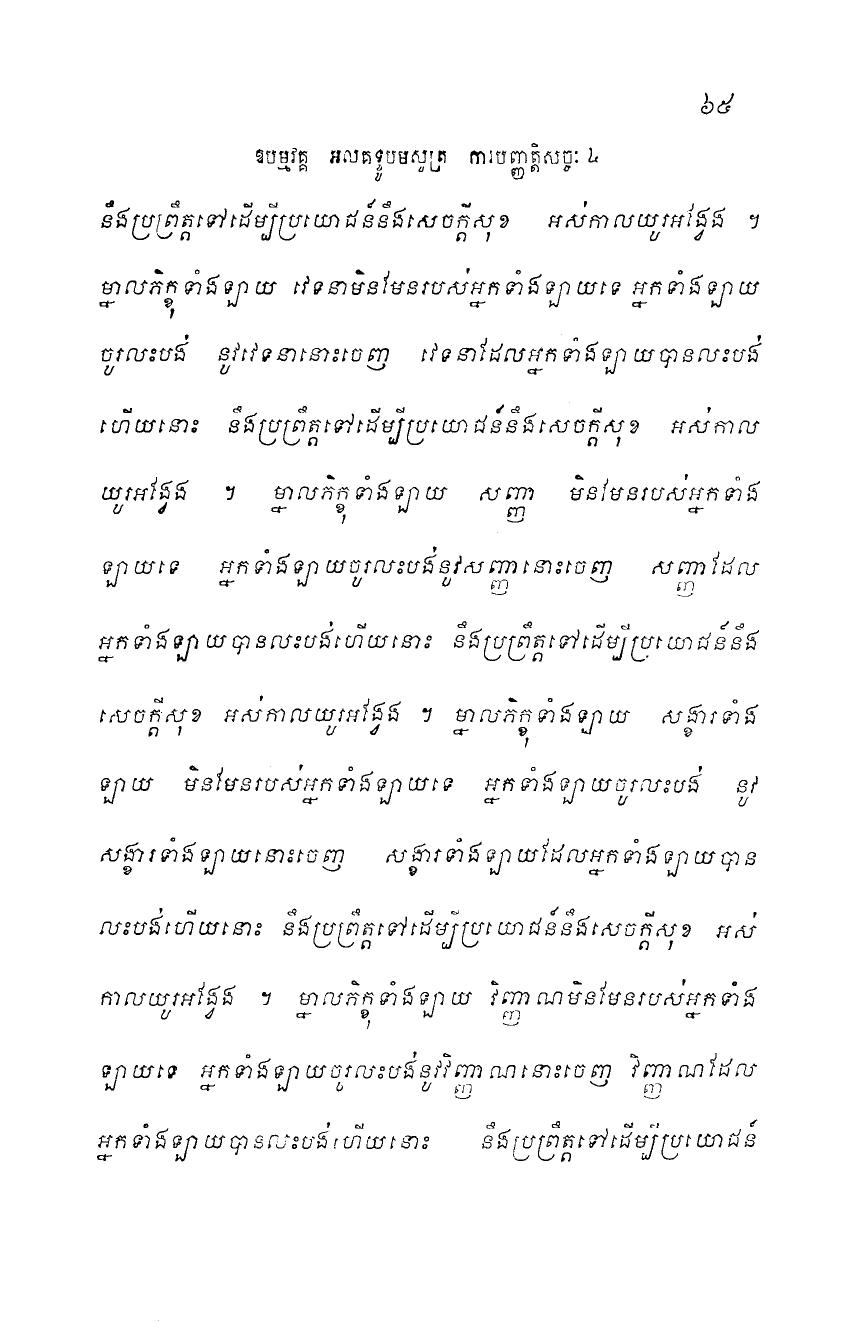 ៦៥
ឱបម្មវគ្គ អលគទ្ទូបមសូត្រ ការបញ្ញត្តិសច្ចៈ ៤
នឹងប្រព្រឹត្តទៅដើម្បីប្រយោជន៍នឹងសេចក្តីសុខ អស់កាលយូរអង្វែង ។
ម្នាលភិក្ខុទាំងឡាយ វេទនាមិនមែនរបស់អ្នកទាំងឡាយទេ អ្នកទាំងឡាយ
ចូរលះបង់ នូវវេទនានោះចេញ វេទនាដែលអ្នកទាំងឡាយបានលះបង់
ហើយនោះ នឹងប្រព្រឹត្តទៅដើម្បីប្រយោជន៍នឹងសេចក្តីសុខ អស់កាល
យូរអង្វែង ។ ម្នាលភិក្ខុទាំងឡាយ សញ្ញា មិនមែនរបស់អ្នកទាំង
ឡាយទេ អ្នកទាំងឡាយចូរលះបង់នូវសញ្ញានោះចេញ សញ្ញាដែល
អ្នកទាំងឡាយបានលះបង់ហើយនោះ នឹងប្រព្រឹត្តទៅដើម្បីប្រយោជន៍នឹង
សេចក្តីសុខ អស់កាលយូរអង្វែង ។ ម្នាលភិក្ខុទាំងឡាយ សង្ខារទាំង
ឡាយ មិនមែនរបស់អ្នកទាំងឡាយទេ អ្នកទាំងឡាយចូរលះបង់ នូវ
សង្ខារទាំងឡាយនោះចេញ សង្ខារទាំងឡាយដែលអ្នកទាំងឡាយបាន
លះបង់ហើយនោះ នឹងប្រព្រឹត្តទៅដើម្បីប្រយោជន៍នឹងសេចក្តីសុខ អស់
កាលយូរអង្វែង ។ ម្នាលភិក្ខុទាំងឡាយ វិញ្ញាណមិនមែនរបស់អ្នកទាំង
ឡាយទេ អ្នកទាំងឡាយចូរលះបង់នូវវិញ្ញាណនោះចេញ វិញ្ញាណដែល
អ្នកទាំងឡាយបានលះបង់ហើយនោះ នឹងប្រព្រឹត្តទៅដើម្បីប្រយោជន៍